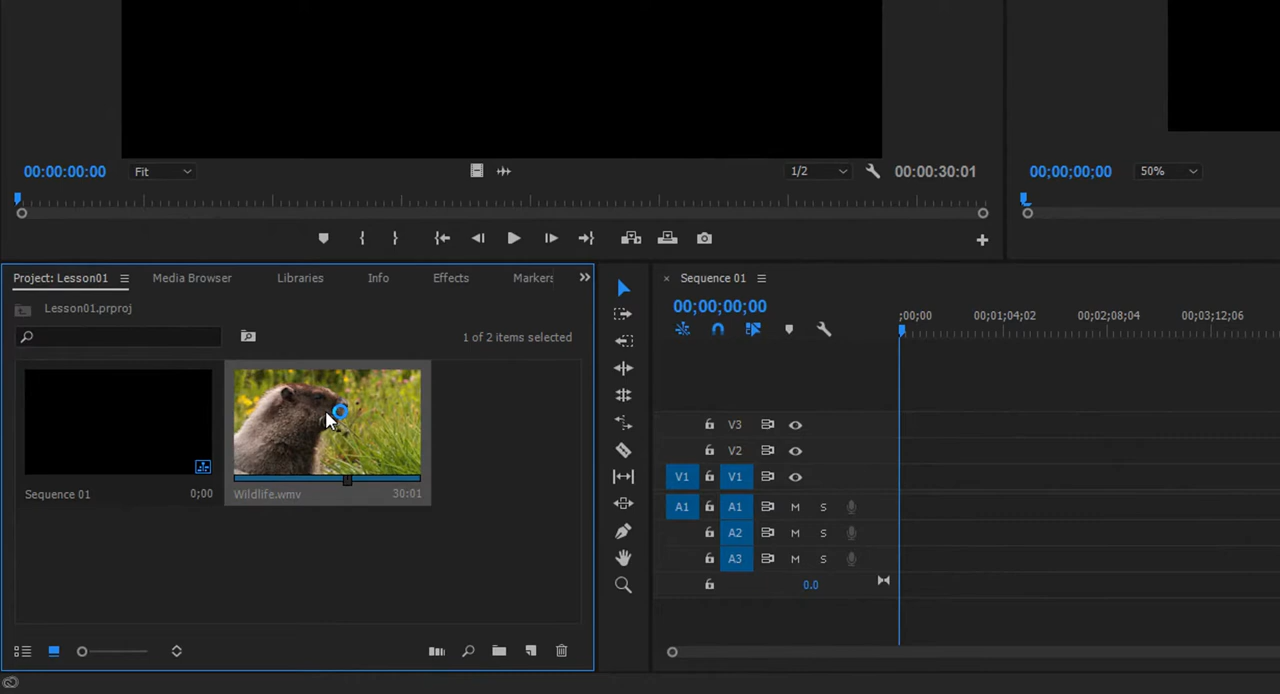 00:00:00:00 Fit 1/2 00:00:30:01 00;00;00;00 50%
Project: Lesson01 Media Browser Libraries Info Effects Markers
Lesson01.prproj
1 of 2 items selected
Sequence 01 0;00
Wildlife.wmv 30:01
Sequence 01
00;00;00;00
;00;00 00;01;04;02 00;02;08;04 00;03;12;06
V3
V2
V1 V1
A1 A1 M S
A2 M S
A3 M S
0.0